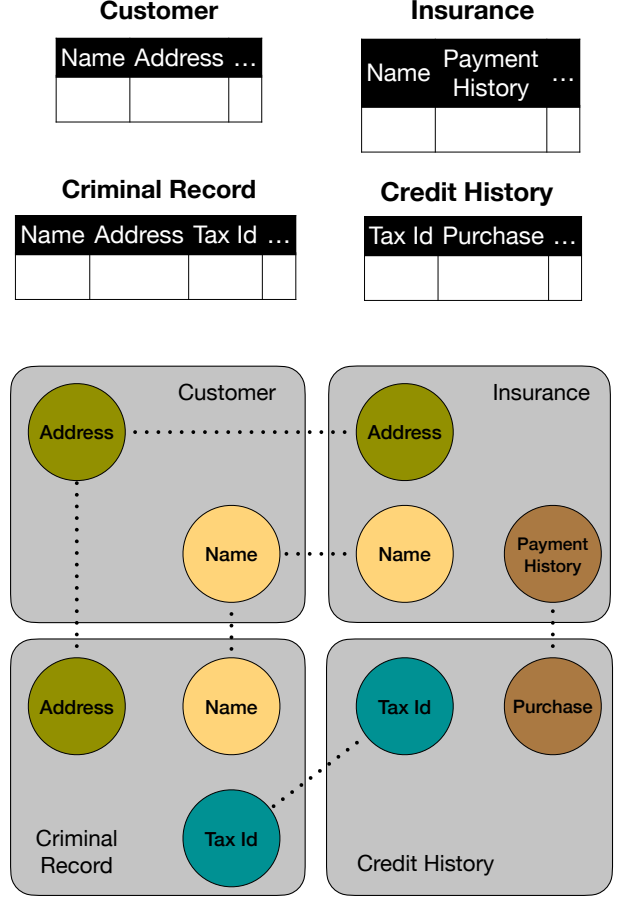 Customer
Insurance
Name Address ...
Name Payment History ...
Criminal Record
Credit History
Name Address Tax Id ...
Tax Id Purchase ...
Customer
Insurance
Address
Address
Name
Name
Payment
History
Address
Name
Tax Id
Purchase
Tax Id
Criminal
Record
Credit History